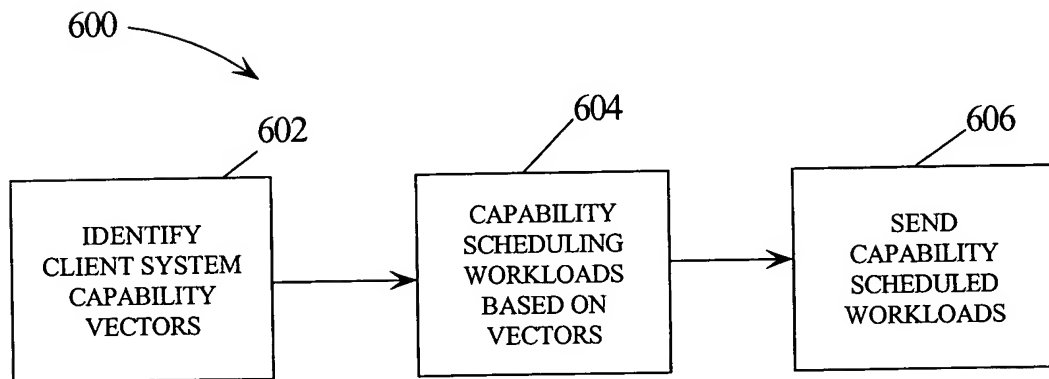 600
602
604
606
IDENTIFY
CLIENT SYSTEM
CAPABILITY
VECTORS
CAPABILITY
SCHEDULING
WORKLOADS
BASED ON
VECTORS
SEND
CAPABILITY
SCHEDULED
WORKLOADS